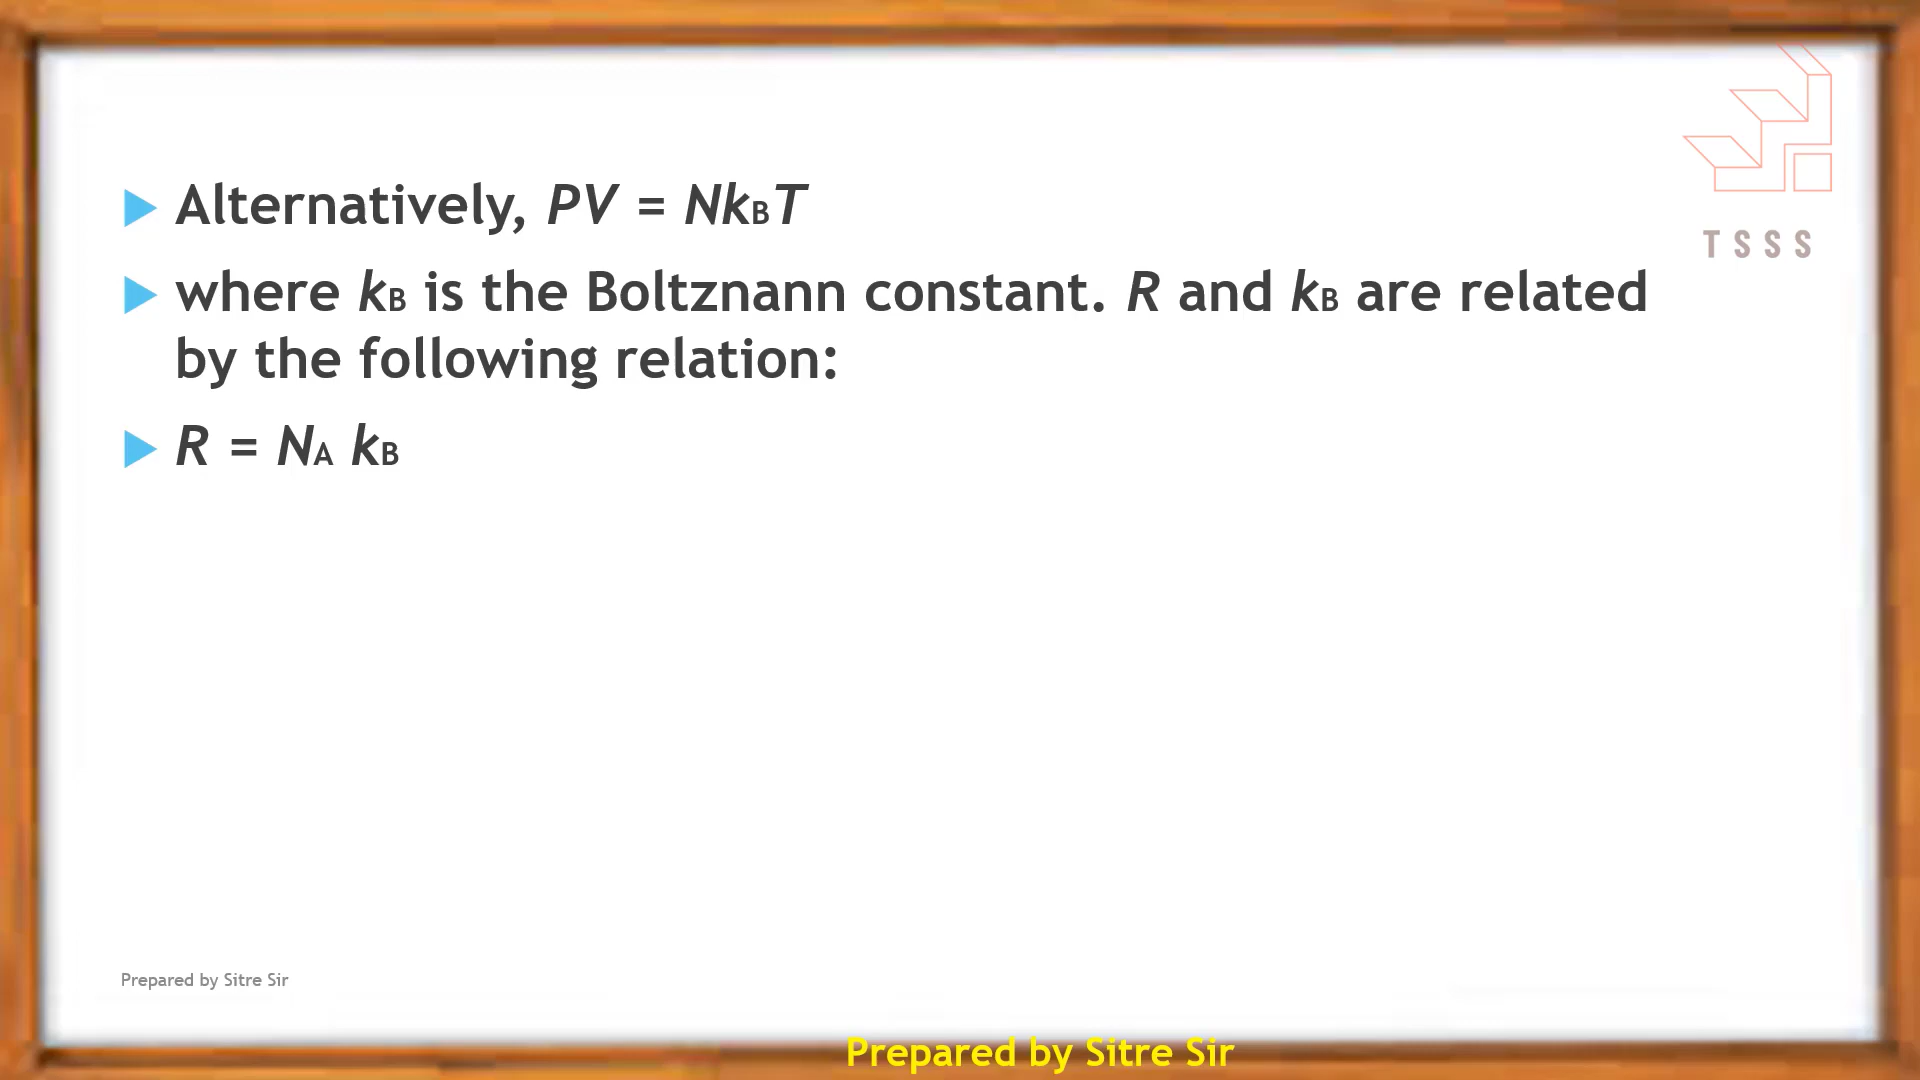 Alternatively, PV = NkBT
where kB is the Boltznann constant. R and kB are related
by the following relation:
R = NA kB
TSSS
Prepared by Sitre Sir
Prepared by Sitre Sir